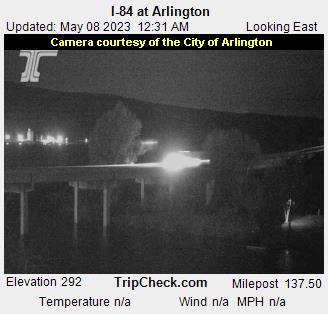 I-84 at Arlington
Updated: May 08 2023 12:31 AM Looking East
Camera courtesy of the City of Arlington
Elevation 292 TripCheck.com Milepost 137.50
Temperature n/a Wind n/a MPH n/a